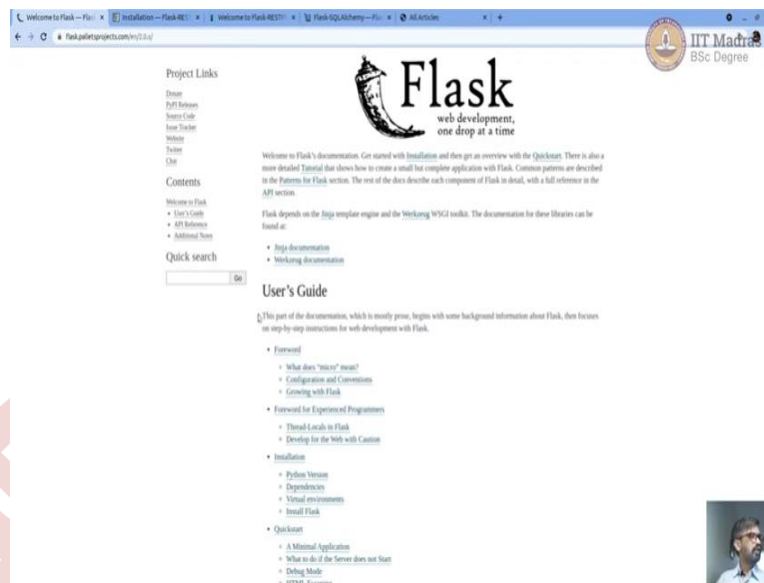 Welcome to Flask — Flas
Installation — Flask-REST
Welcome to Flask-RESTf
Flask-SQLAlchemy — Fla
All Articles
flask.palletsprojects.com/en/2.0.x/
IIT Madras
BSc Degree
Project Links
Donate
PyPI Releases
Source Code
Issue Tracker
Website
Twitter
Chat
Contents
Welcome to Flask
User's Guide
API Reference
Additional Notes
Quick search
Go
Flask
web development,
one drop at a time
Welcome to Flask's documentation. Get started with Installation and then get an overview with the Quickstart. There is also a
more detailed Tutorial that shows how to create a small but complete application with Flask. Common patterns are described
in the Patterns for Flask section. The rest of the docs describe each component of Flask in detail, with a full reference in the
API section.
Flask depends on the Jinja template engine and the Werkzeug WSGI toolkit. The documentation for these libraries can be
found at:
Jinja documentation
Werkzeug documentation
User's Guide
This part of the documentation, which is mostly prose, begins with some background information about Flask, then focuses
on step-by-step instructions for web development with Flask.
Foreword
What does "micro" mean?
Configuration and Conventions
Growing with Flask
Foreword for Experienced Programmers
Thread-Locals in Flask
Develop for the Web with Caution
Installation
Python Version
Dependencies
Virtual environments
Install Flask
Quickstart
A Minimal Application
What to do if the Server does not Start
Debug Mode
HTML Escaping